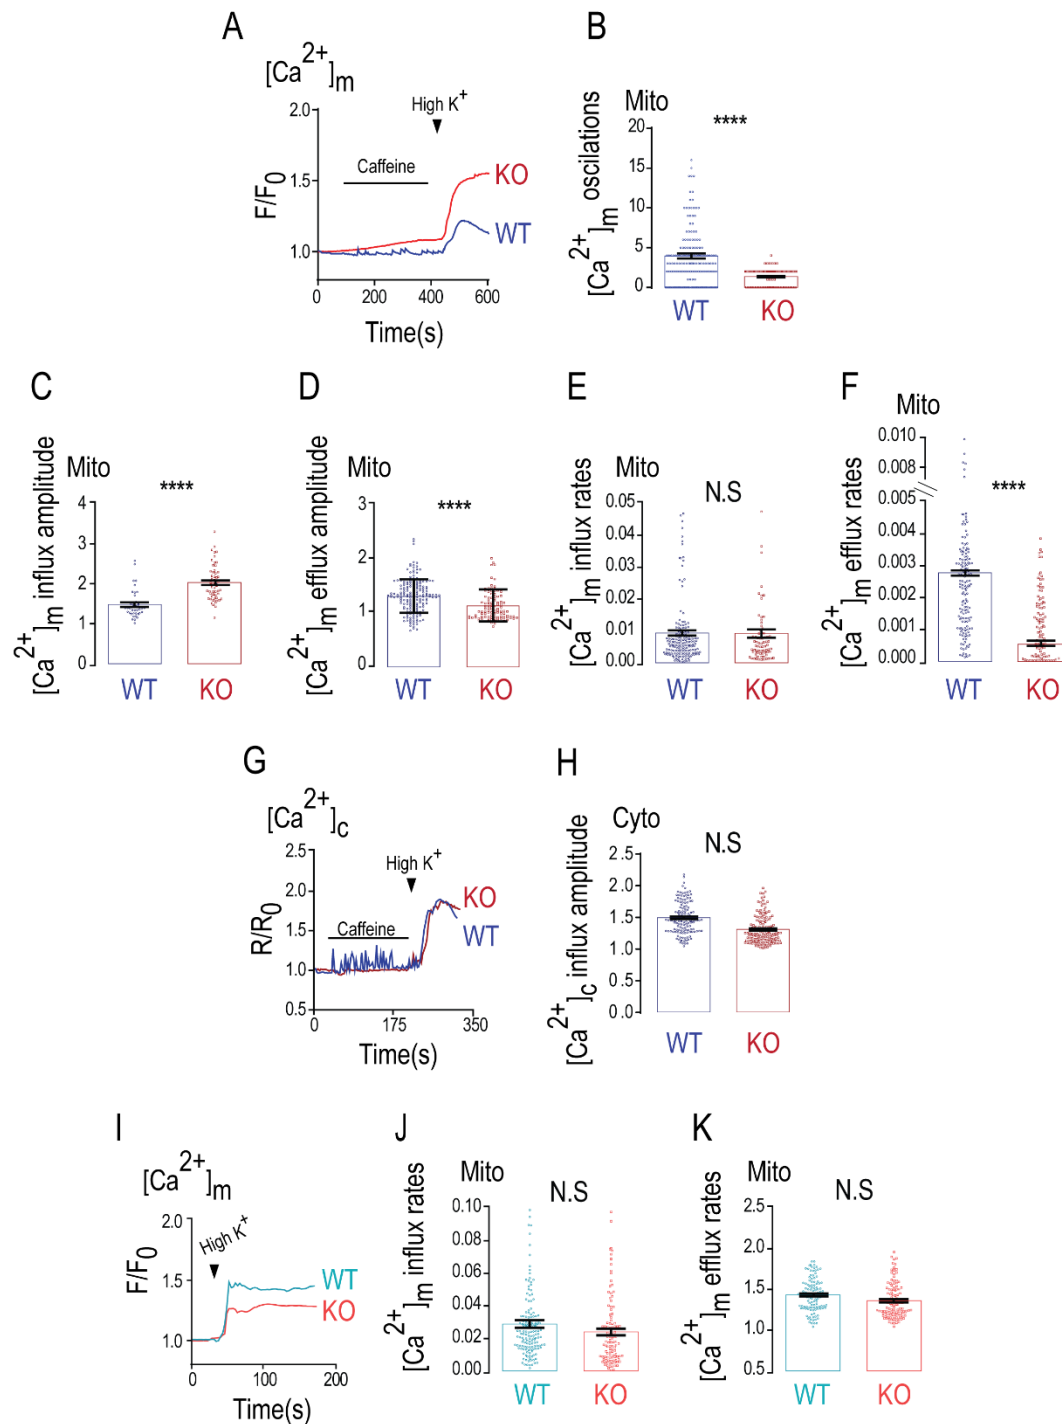 A
[Ca2+]m
High K+
Caffeine
KO
WT
F/F0
2.0
1.5
1.0
0
200
400
600
Time(s)
B
Mito
****
[Ca2+]m oscilations
20
15
10
5
0
WT
KO
C
Mito
****
[Ca2+]m influx amplitude
4
3
2
1
0
WT
KO
D
Mito
****
[Ca2+]m efflux amplitude
3
2
1
0
WT
KO
E
Mito
N.S
[Ca2+]m influx rates
0.05
0.04
0.03
0.02
0.01
0.00
WT
KO
F
Mito
****
[Ca2+]m efflux rates
0.010
0.008
0.005
0.004
0.003
0.002
0.001
0.000
WT
KO
G
[Ca2+]c
High K+
Caffeine
KO
WT
R/R0
2.5
2.0
1.5
1.0
0.5
0
175
350
Time(s)
H
Cyto
N.S
[Ca2+]c influx amplitude
2.5
2.0
1.5
1.0
0.5
0.0
WT
KO
I
[Ca2+]m
High K+
WT
KO
F/F0
2.0
1.5
1.0
0
100
200
Time(s)
J
Mito
N.S
[Ca2+]m influx rates
0.10
0.08
0.06
0.04
0.02
0.00
WT
KO
K
Mito
N.S
[Ca2+]m efflux rates
2.5
2.0
1.5
1.0
0.5
WT
KO